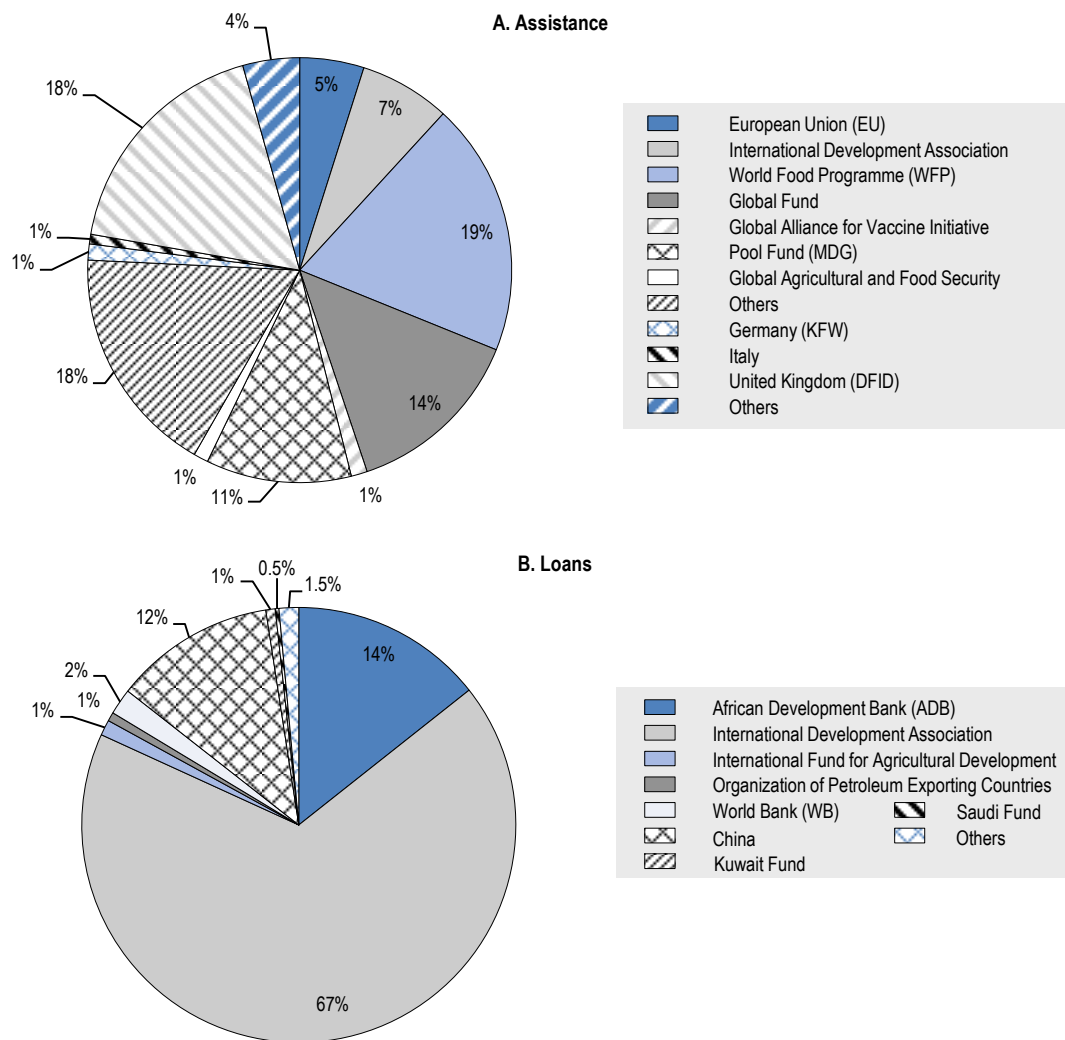 A. Assistance
4%
5%
7%
18%
19%
1%
1%
18%
14%
1%
11%
1%
European Union (EU)
International Development Association
World Food Programme (WFP)
Global Fund
Global Alliance for Vaccine Initiative
Pool Fund (MDG)
Global Agricultural and Food Security
Others
Germany (KFW)
Italy
United Kingdom (DFID)
Others
B. Loans
0.5%
1%
1.5%
12%
14%
2%
1%
1%
67%
African Development Bank (ADB)
International Development Association
International Fund for Agricultural Development
Organization of Petroleum Exporting Countries
World Bank (WB) Saudi Fund
China Others
Kuwait Fund